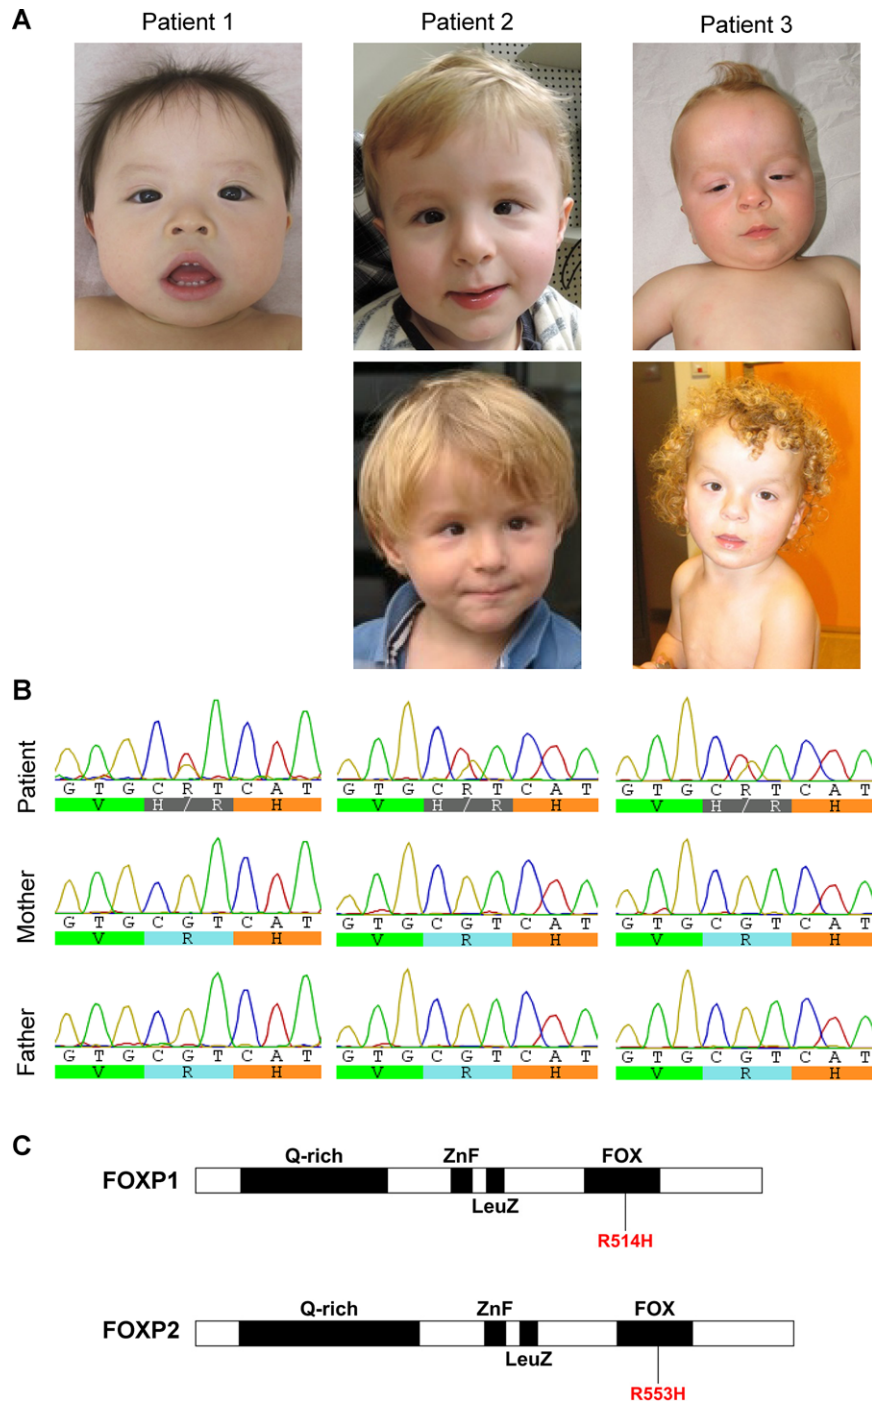 A
Patient 1 Patient 2 Patient 3
B
Patient
G T G C R T C A T G T G C R T C A T G T G C R T C A T
V H / R H V H / R H V H / R H
Mother
G T G C G T C A T G T G C G T C A T G T G C G T C A T
V R H V R H V R H
Father
G T G C G T C A T G T G C G T C A T G T G C G T C A T
V R H V R H V R H
C
Q-rich ZnF FOX
FOXP1
LeuZ
R514H
Q-rich ZnF FOX
FOXP2
LeuZ
R553H